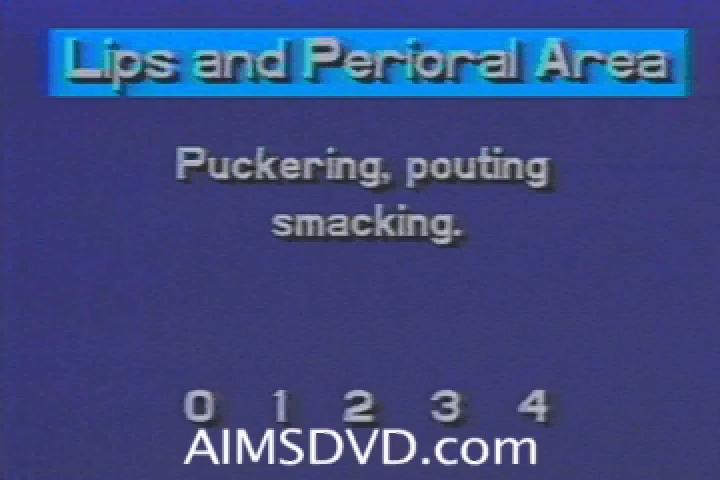 Lips and Perioral Area
Puckering, pouting
smacking.
0 1 2 3 4
AIMSDVD.com